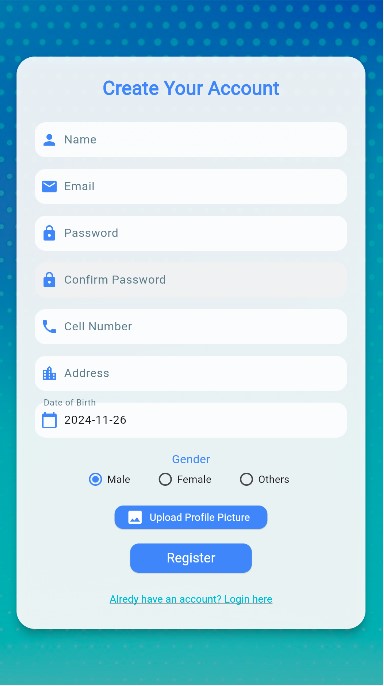 Create Your Account
Name
Email
Password
Confirm Password
Cell Number
Address
Date of Birth
2024-11-26
Gender
Male Female Others
Upload Profile Picture
Register
Alredy have an account? Login here